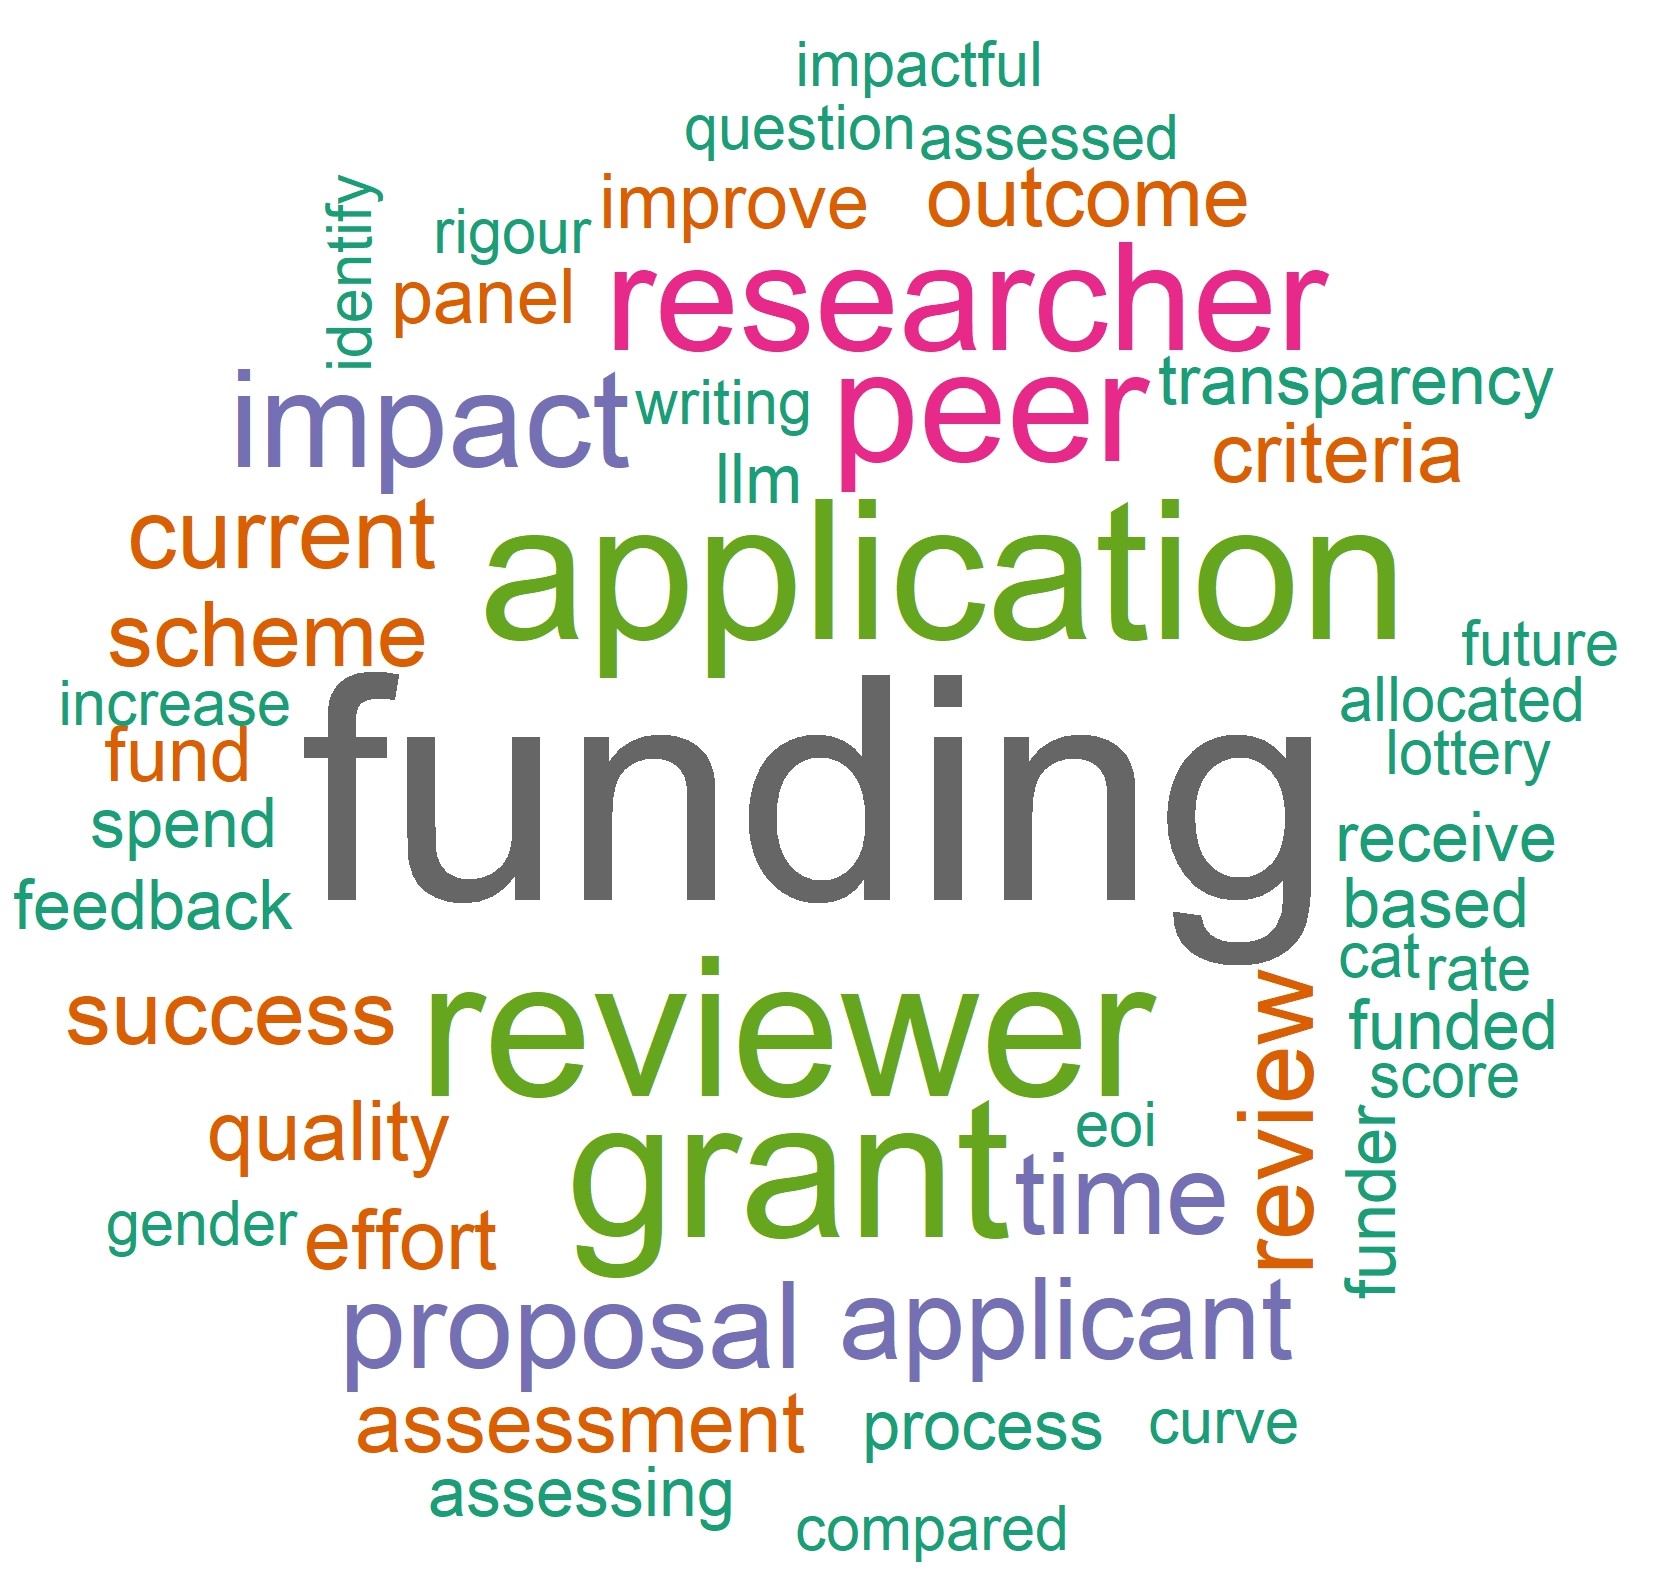 impactful
question
assessed
improve
outcome
identify
rigour
panel
researcher
impact
writing
peer
transparency
criteria
llm
current
application
scheme
future
increase
allocated
fund
funding
lottery
spend
receive
feedback
based
cat
rate
success
reviewer
review
funded
score
quality
grant
eoi
time
funder
gender
effort
proposal
applicant
assessment
process
curve
assessing
compared